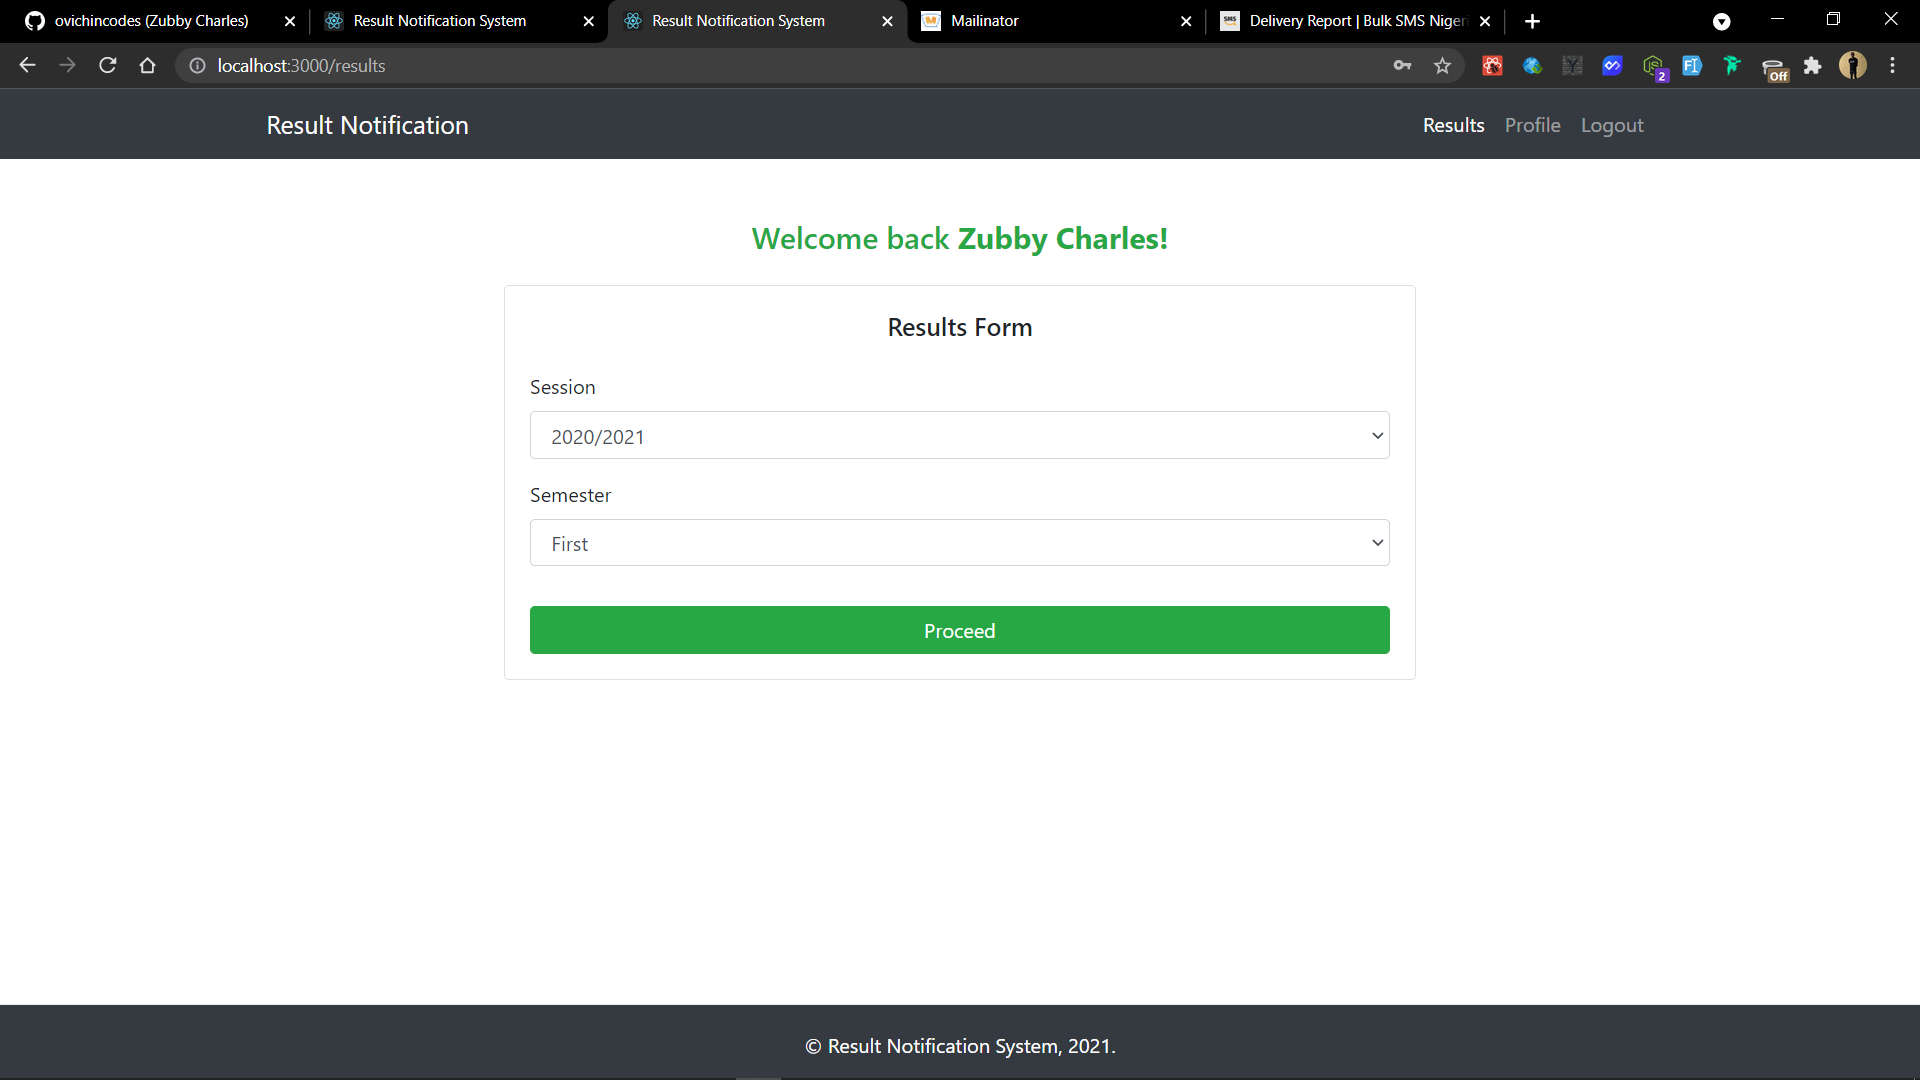 ovichincodes (Zubby Charles)
Result Notification System
Result Notification System
Mailinator
Delivery Report | Bulk SMS Nigeri
localhost:3000/results
2
Off
Result Notification
Results
Profile
Logout
Welcome back Zubby Charles!
Results Form
Session
2020/2021
Semester
First
Proceed
© Result Notification System, 2021.